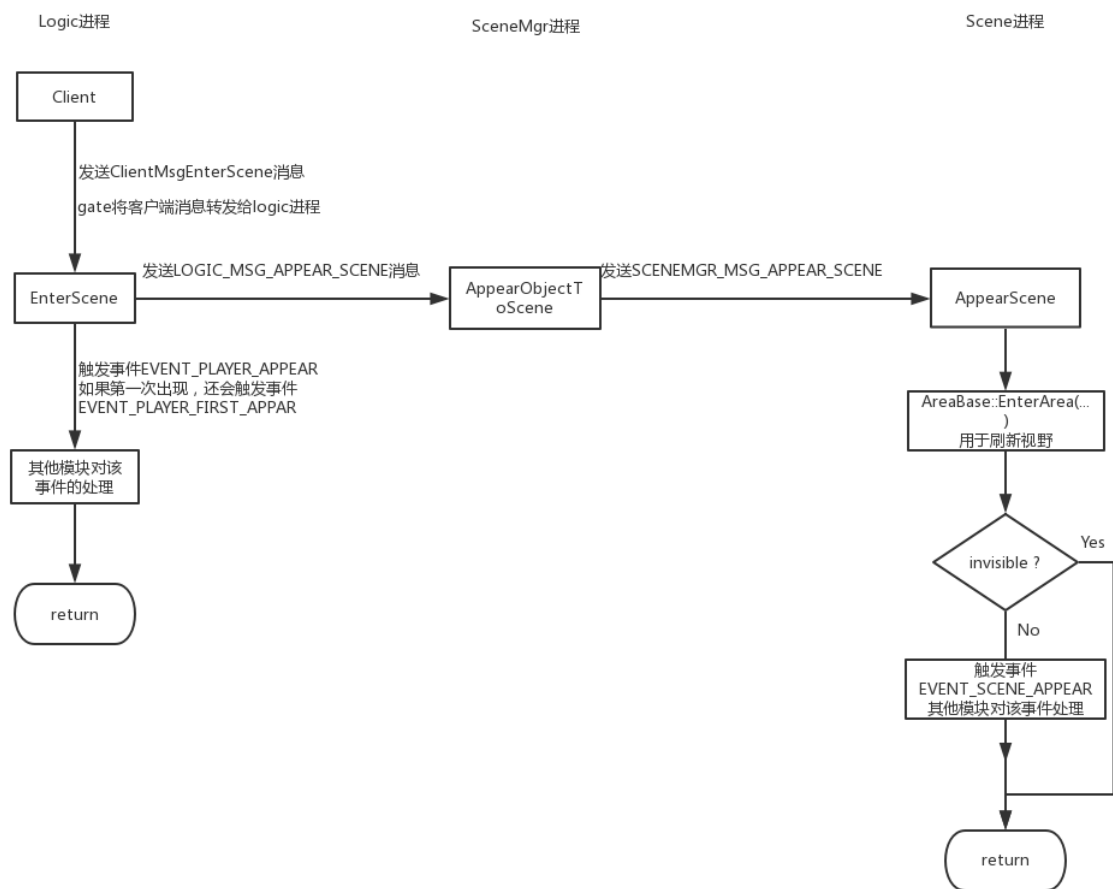 Logic进程
SceneMgr进程
Scene进程
Client
发送ClientMsgEnterScene消息
gate将客户端消息转发给logic进程
EnterScene
发送LOGIC_MSG_APPEAR_SCENE消息
AppearObjectT
oScene
发送SCENEMGR_MSG_APPEAR_SCENE
AppearScene
触发事件EVENT_PLAYER_APPEAR
如果第一次出现，还会触发事件
EVENT_PLAYER_FIRST_APPAR
其他模块对该
事件的处理
return
AreaBase::EnterArea(...
)
用于刷新视野
invisible ?
Yes
No
触发事件
EVENT_SCENE_APPEAR
其他模块对该事件处理
return